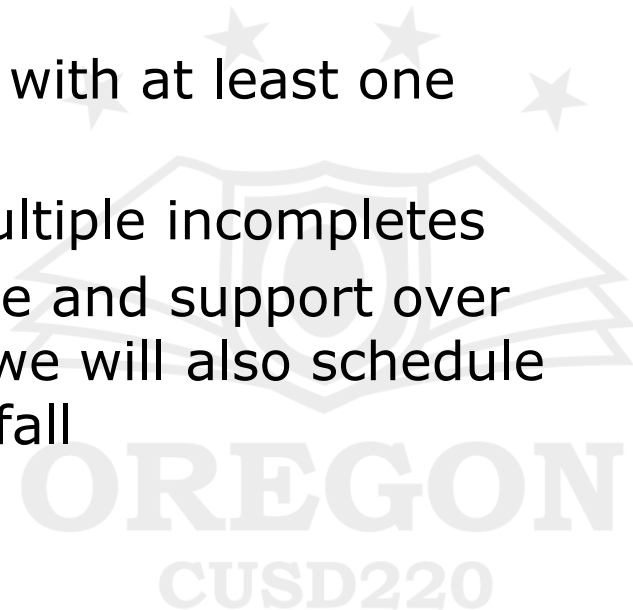 with at least one
ultiple incompletes
e and support over
we will also schedule
fall
OREGON
CUSD220